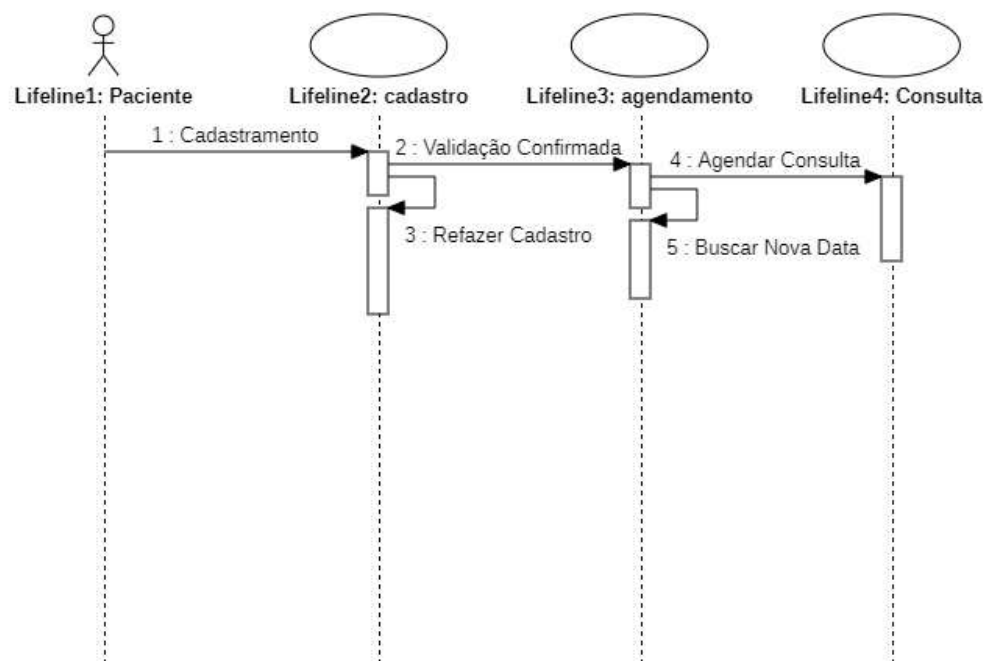 Lifeline1: Paciente
Lifeline2: cadastro
Lifeline3: agendamento
Lifeline4: Consulta
1 : Cadastramento
2 : Validação Confirmada
4 : Agendar Consulta
3 : Refazer Cadastro
5 : Buscar Nova Data